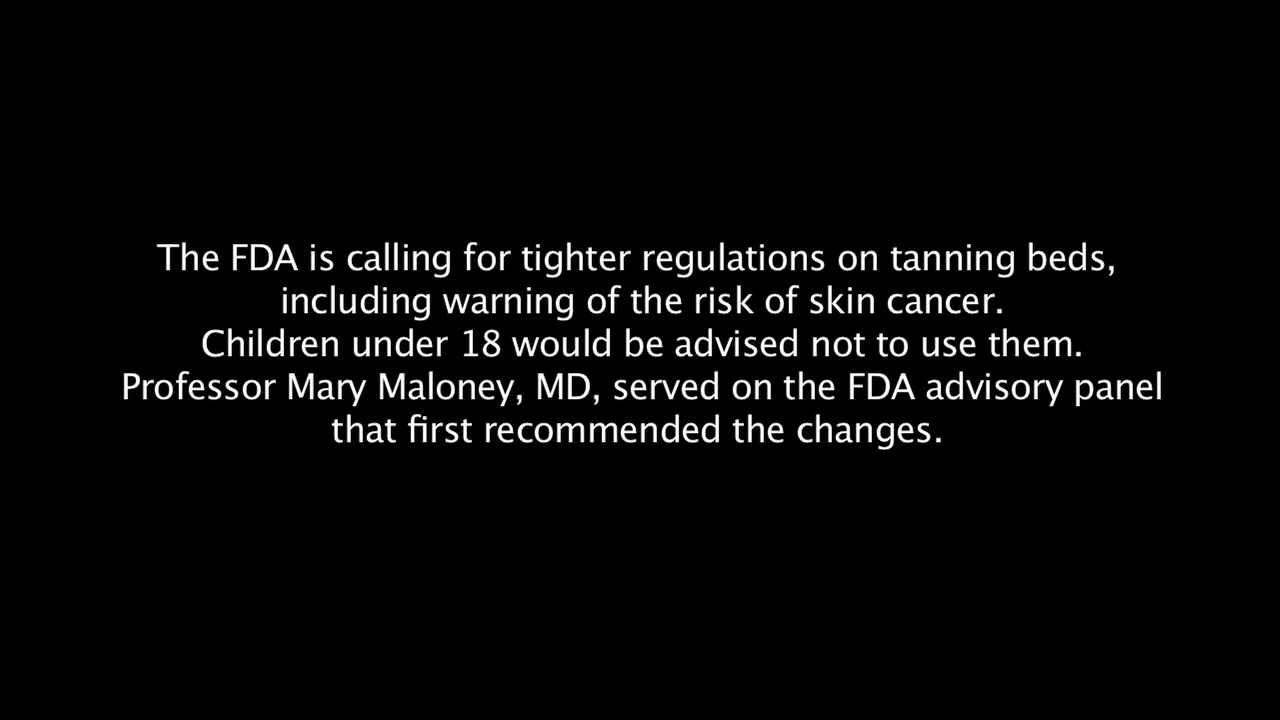 The FDA is calling for tighter regulations on tanning beds,
including warning of the risk of skin cancer.
Children under 18 would be advised not to use them.
Professor Mary Maloney, MD, served on the FDA advisory panel
that first recommended the changes.